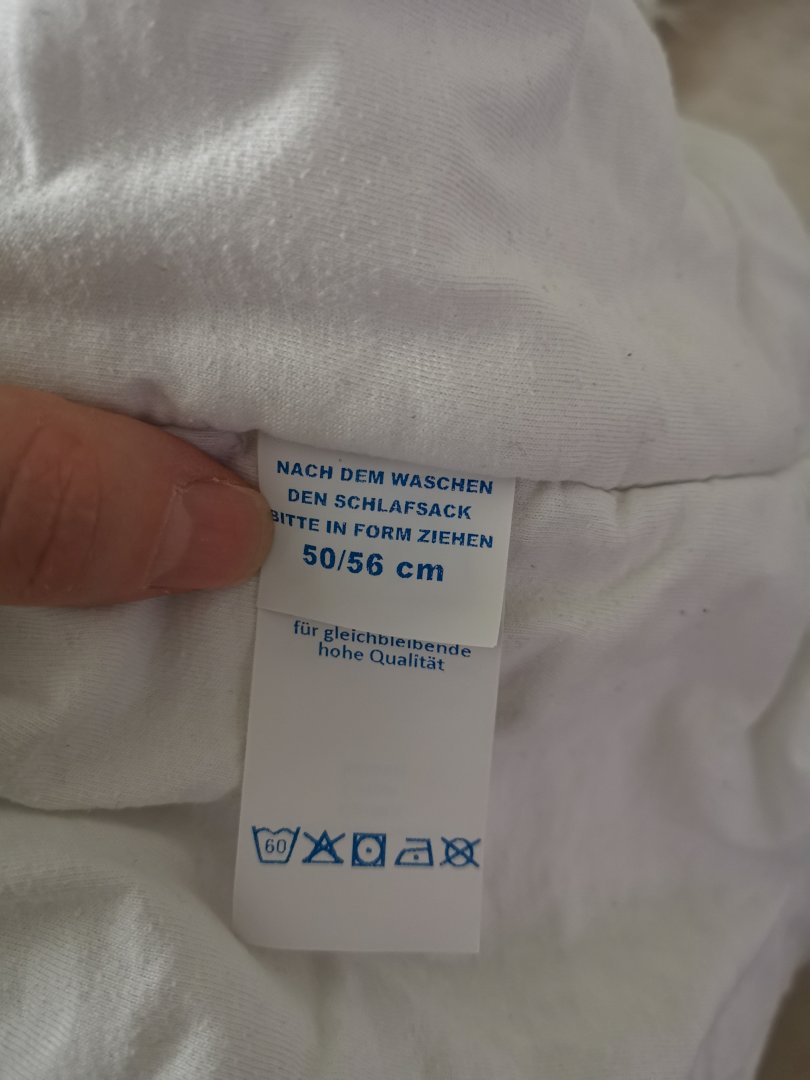 NACH DEM WASCHEN
DEN SCHLAFSACK
BITTE IN FORM ZIEHEN
50/56 cm
für gleichbleibende
hohe Qualität
60